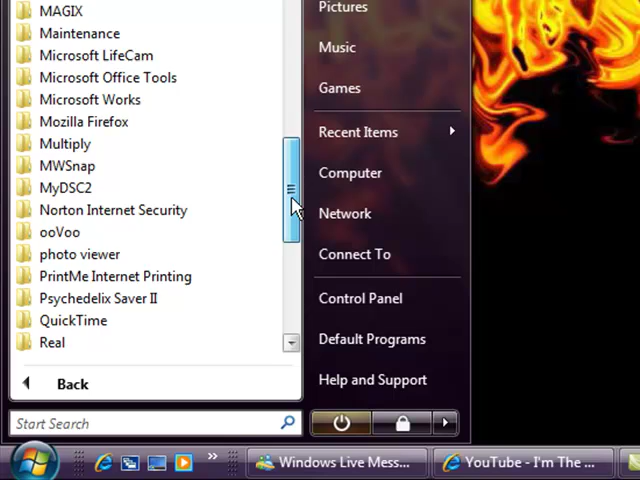 MAGIX
Maintenance
Microsoft LifeCam
Microsoft Office Tools
Microsoft Works
Mozilla Firefox
Multiply
MWSnap
MyDSC2
Norton Internet Security
ooVoo
photo viewer
PrintMe Internet Printing
Psychedelix Saver II
QuickTime
Real
Back
Start Search
Pictures
Music
Games
Recent Items
Computer
Network
Connect To
Control Panel
Default Programs
Help and Support
Windows Live Mess...
YouTube - I'm The ...